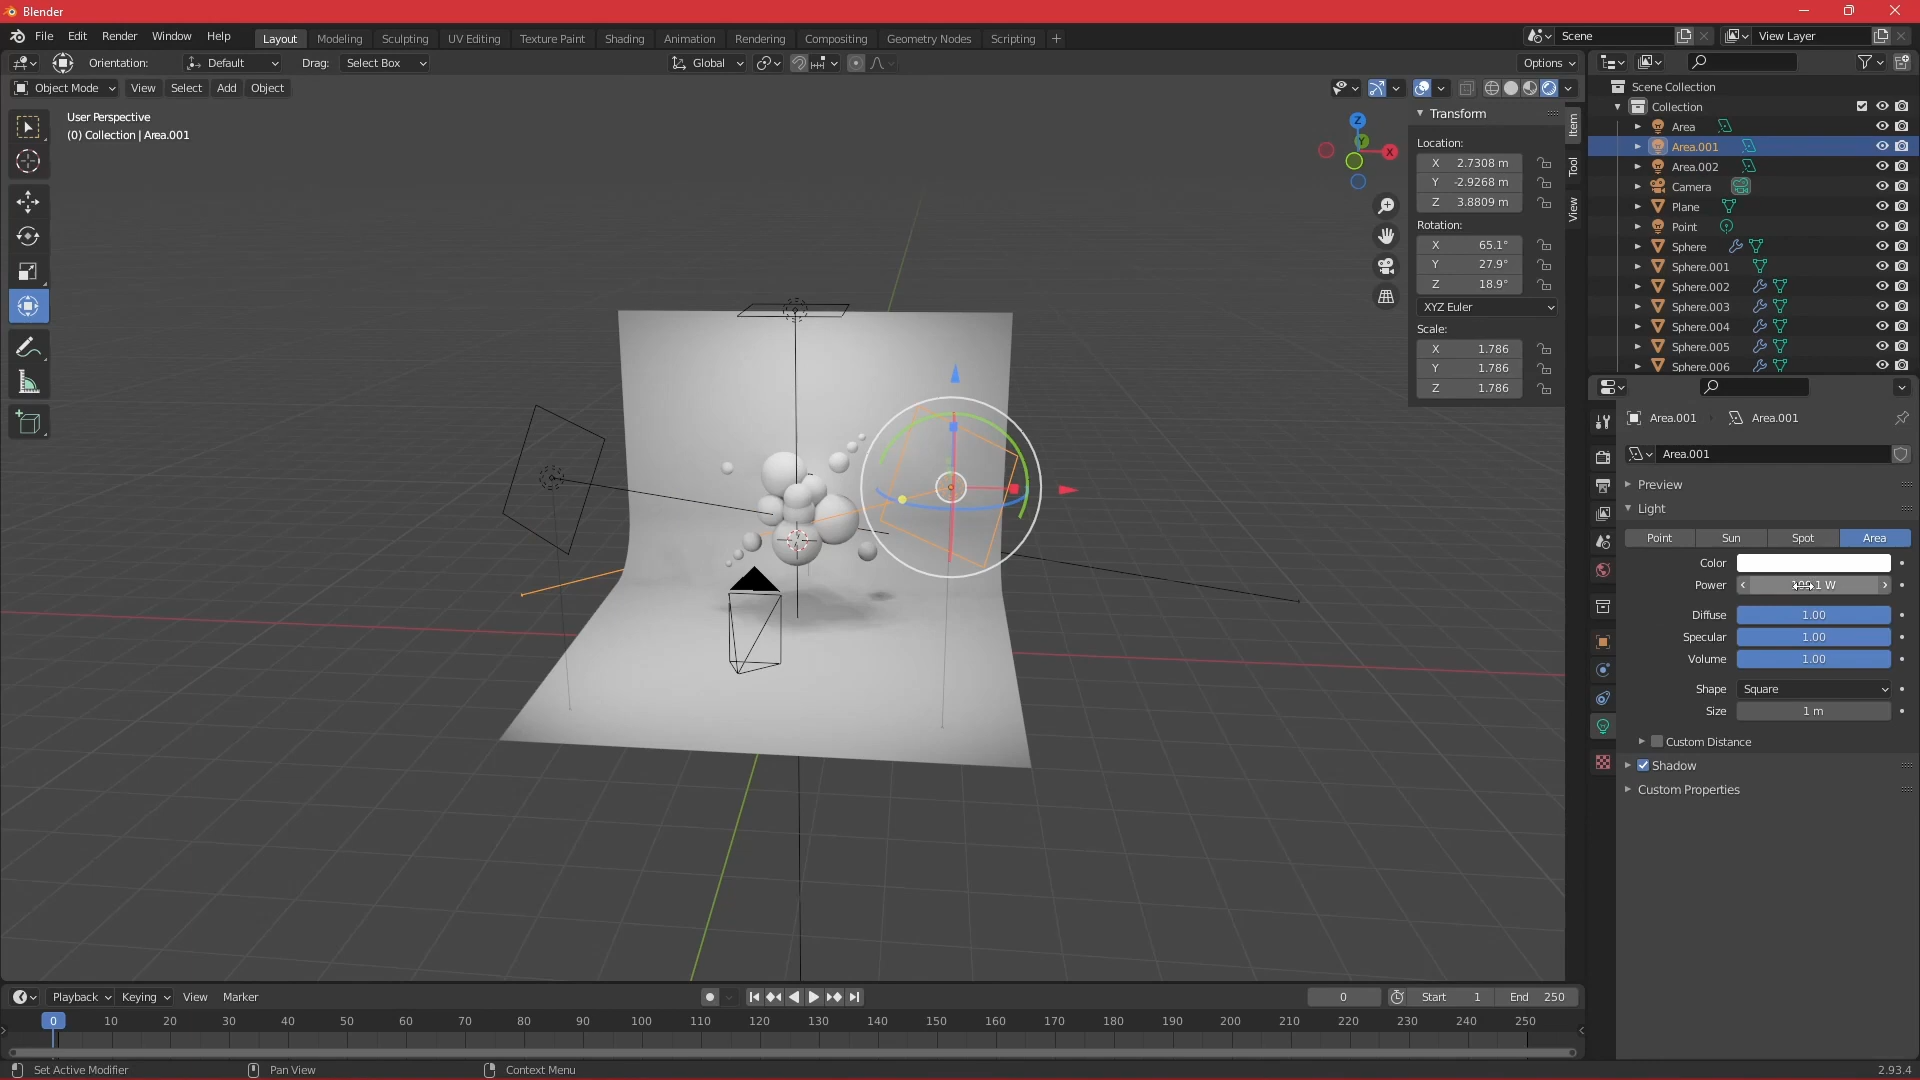 Blender
File Edit Render Window Help Layout Modeling Sculpting UV Editing Texture Paint Shading Animation Rendering Compositing Geometry Nodes Scripting + Scene View Layer
Orientation: Default Drag: Select Box Global Options
Object Mode View Select Add Object
User Perspective
(0) Collection | Area.001
Z
Y
X
Transform
Location:
X 2.7308 m
Y -2.9268 m
Z 3.8809 m
Rotation:
X 65.1°
Y 27.9°
Z 18.9°
XYZ Euler
Scale:
X 1.786
Y 1.786
Z 1.786
Item
Tool
View
Scene Collection
Collection
Area
Area.001
Area.002
Camera
Plane
Point
Sphere
Sphere.001
Sphere.002
Sphere.003
Sphere.004
Sphere.005
Sphere.006
Area.001 Area.001
Area.001
Preview
Light
Point Sun Spot Area
Color
Power W
Diffuse 1.00
Specular 1.00
Volume 1.00
Shape Square
Size 1 m
Custom Distance
Shadow
Custom Properties
Playback Keying View Marker 0 Start 1 End 250
0 10 20 30 40 50 60 70 80 90 100 110 120 130 140 150 160 170 180 190 200 210 220 230 240 250
Set Active Modifier Pan View Context Menu 2.93.4